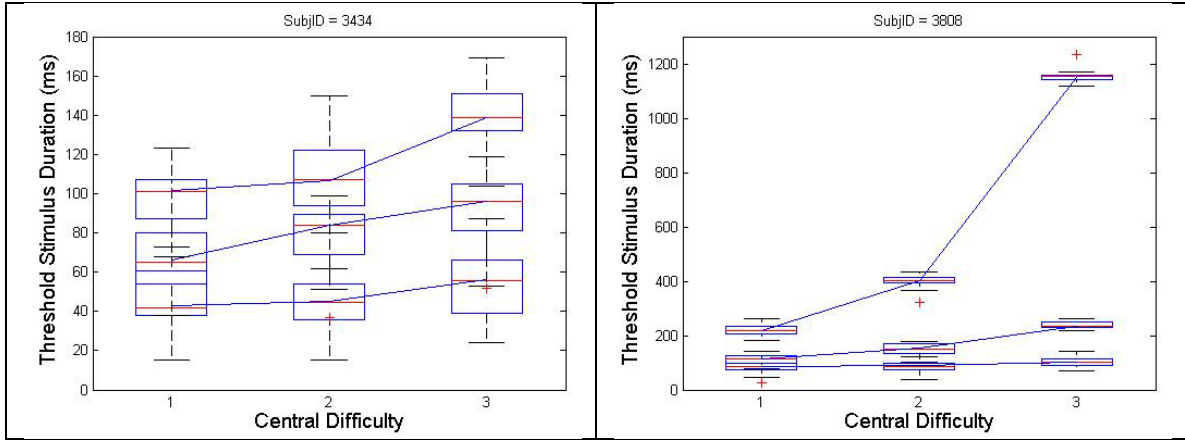 SubjID = 3434
Threshold Stimulus Duration (ms)
180
160
140
120
100
80
60
40
20
0
1 2 3
Central Difficulty
SubjID = 3808
Threshold Stimulus Duration (ms)
1200
1000
800
600
400
200
0
1 2 3
Central Difficulty